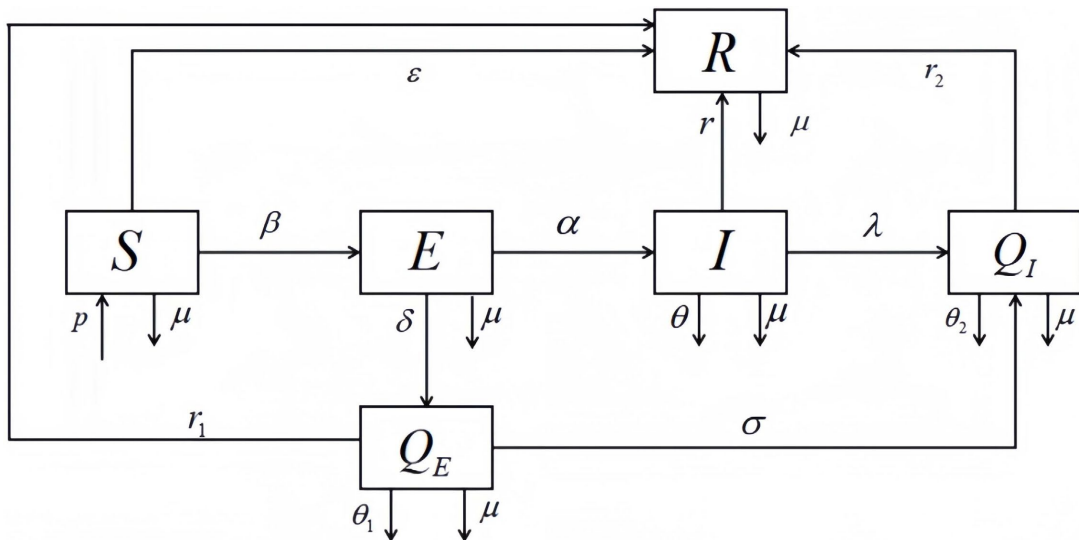 R
ε
r₂
r
μ
S
β
E
α
I
λ
Q_I
p
μ
δ
μ
θ
μ
θ₂
μ
r₁
Q_E
σ
θ₁
μ